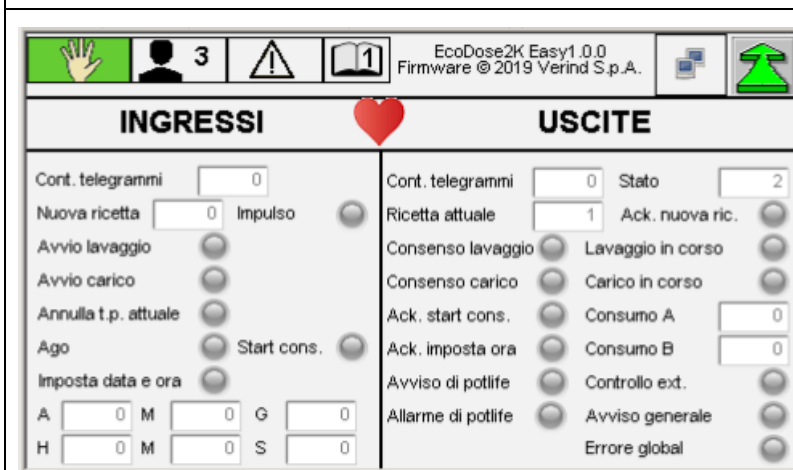 3
1
EcoDose2K Easy1.0.0
Firmware © 2019 Verind S.p.A.
INGRESSI
USCITE
Cont. telegrammi 0
Nuova ricetta 0 Impulso
Avvio lavaggio
Avvio carico
Annulla t.p. attuale
Ago Start cons.
Imposta data e ora
A 0 M 0 G 0
H 0 M 0 S 0
Cont. telegrammi 0 Stato 2
Ricetta attuale 1 Ack. nuova ric.
Consenso lavaggio Lavaggio in corso
Consenso carico Carico in corso
Ack. start cons. Consumo A 0
Ack. imposta ora Consumo B 0
Avviso di potlife Controllo ext.
Allarme di potlife Avviso generale
Errore global